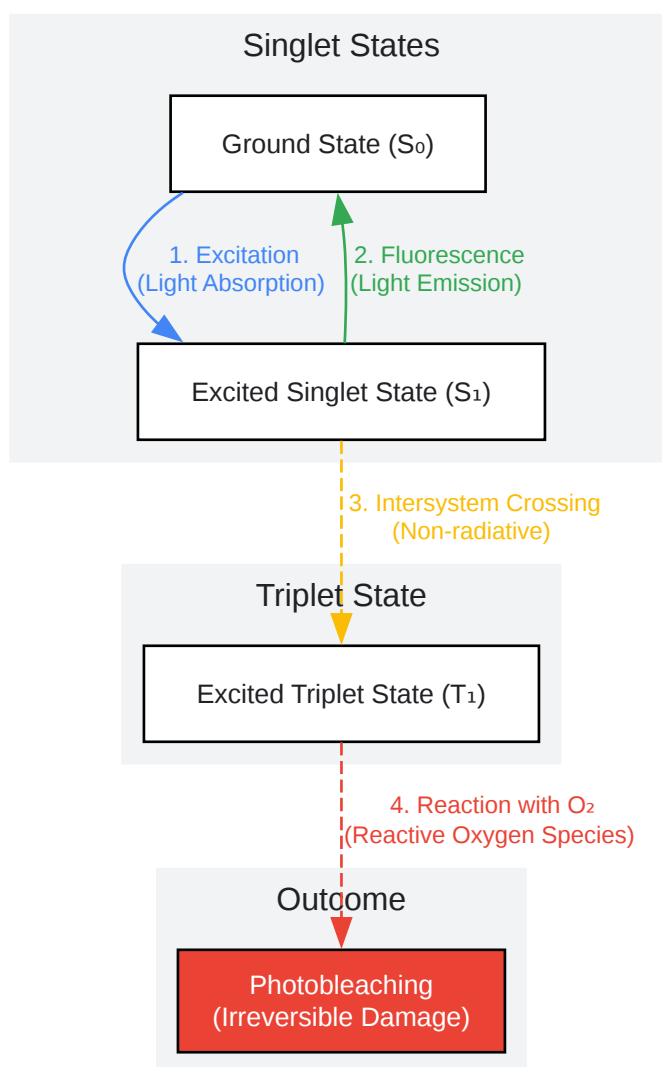 Singlet States
Ground State (S₀)
1. Excitation
(Light Absorption)
2. Fluorescence
(Light Emission)
Excited Singlet State (S₁)
3. Intersystem Crossing
(Non-radiative)
Triplet State
Excited Triplet State (T₁)
4. Reaction with O₂
(Reactive Oxygen Species)
Outcome
Photobleaching
(Irreversible Damage)